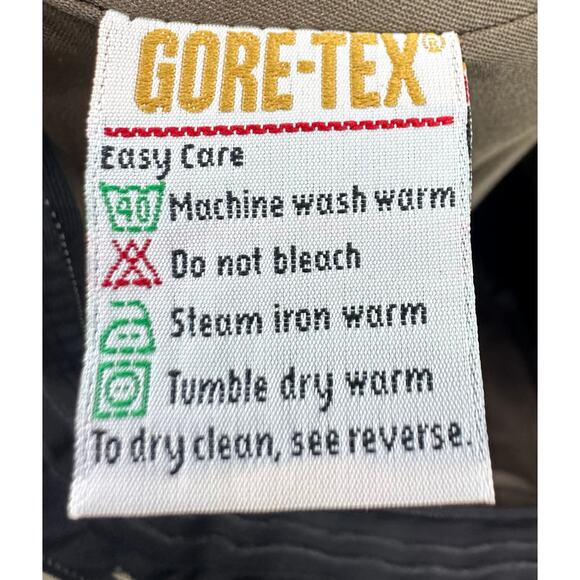 GORE-TEX®
Easy Care
40 Machine wash warm
Do not bleach
Steam iron warm
Tumble dry warm
To dry clean, see reverse.